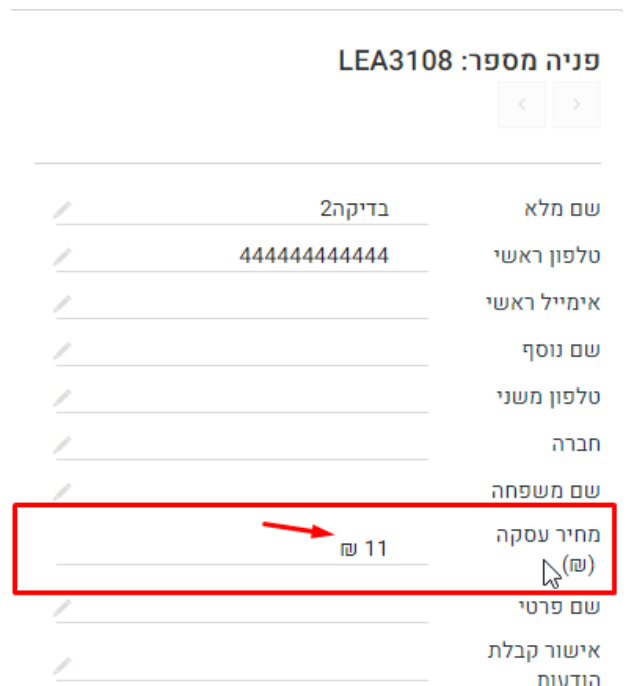 פניה מספר: LEA3108
שם מלא בדיקה2
טלפון ראשי 444444444444
אימייל ראשי
שם נוסף
טלפון משני
חברה
שם משפחה
מחיר עסקה
(₪) 11 ₪
שם פרטי
אישור קבלת
הודעות